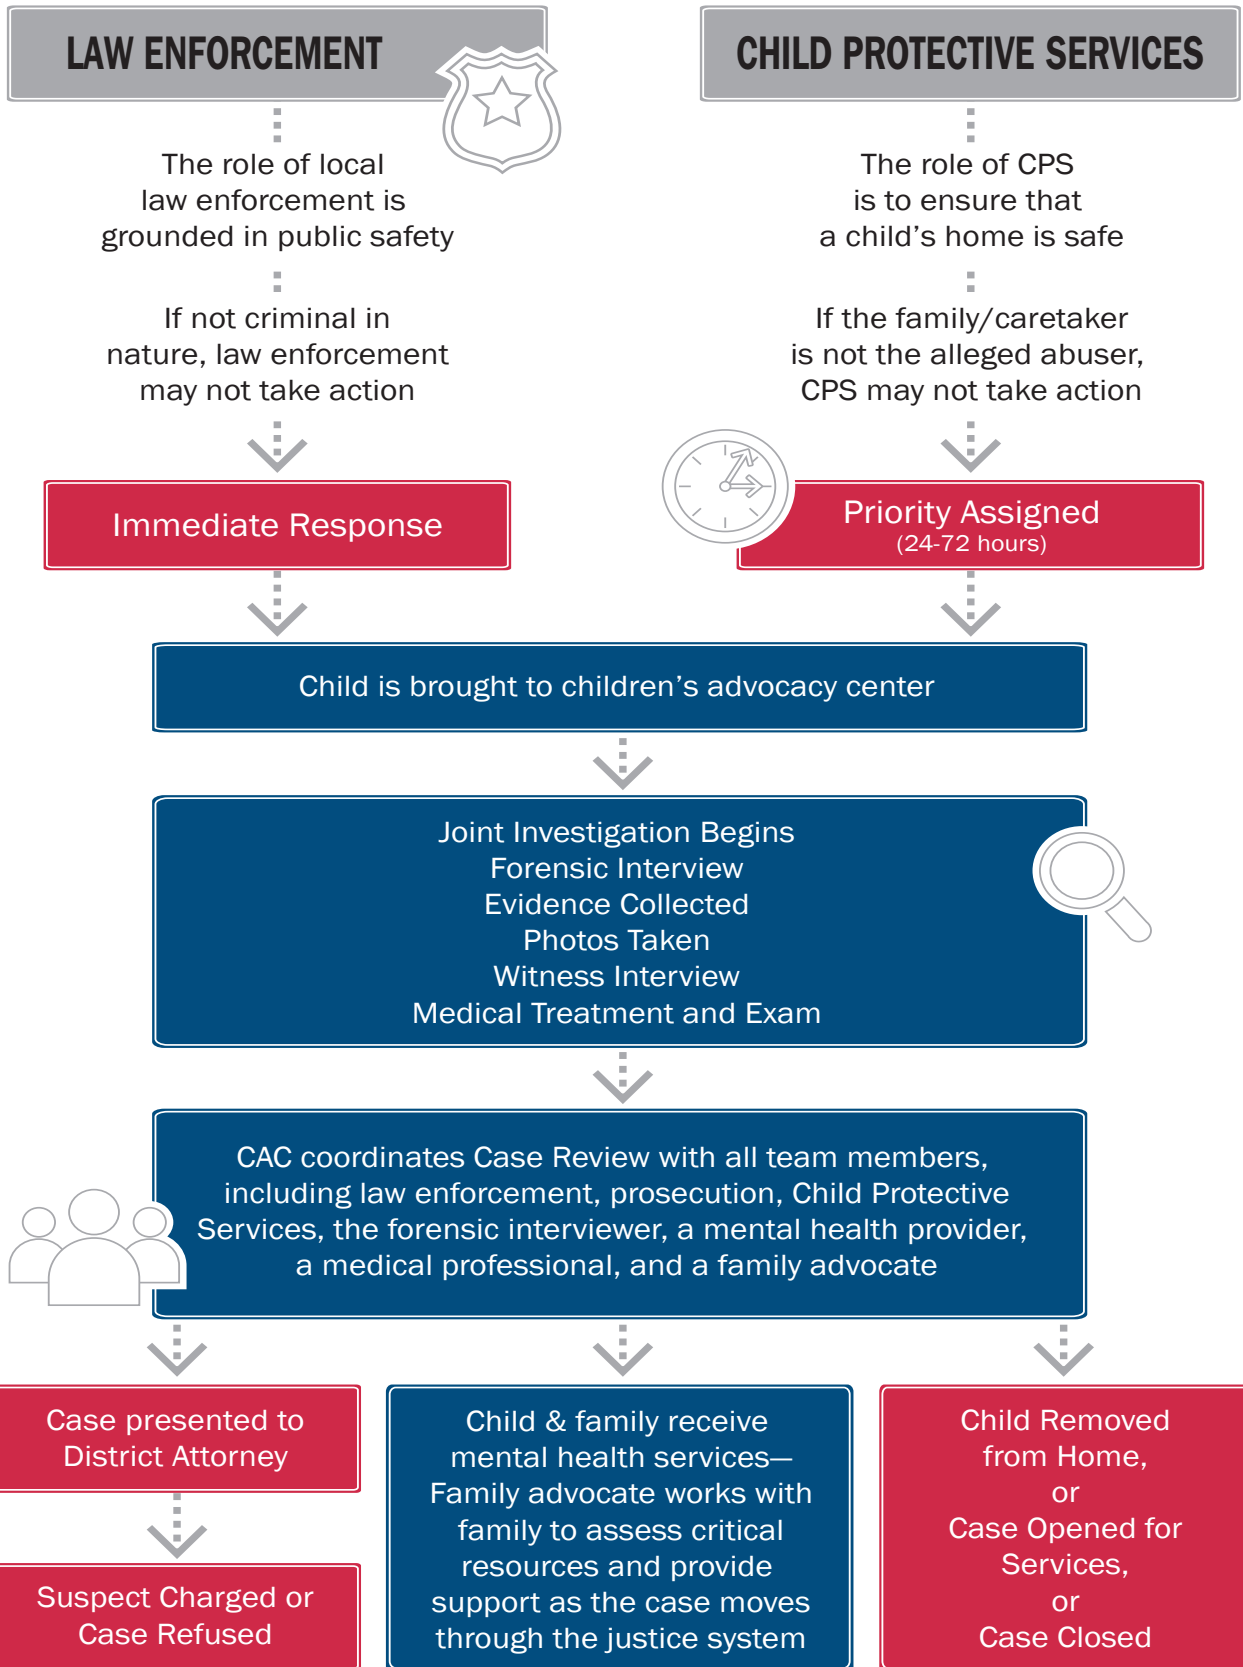 LAW ENFORCEMENT
The role of local
law enforcement is
grounded in public safety
If not criminal in
nature, law enforcement
may not take action
Immediate Response
CHILD PROTECTIVE SERVICES
The role of CPS
is to ensure that
a child’s home is safe
If the family/caretaker
is not the alleged abuser,
CPS may not take action
Priority Assigned
(24-72 hours)
Child is brought to children’s advocacy center
Joint Investigation Begins
Forensic Interview
Evidence Collected
Photos Taken
Witness Interview
Medical Treatment and Exam
CAC coordinates Case Review with all team members,
including law enforcement, prosecution, Child Protective
Services, the forensic interviewer, a mental health provider,
a medical professional, and a family advocate
Case presented to
District Attorney
Suspect Charged or
Case Refused
Child & family receive
mental health services—
Family advocate works with
family to assess critical
resources and provide
support as the case moves
through the justice system
Child Removed
from Home,
or
Case Opened for
Services,
or
Case Closed